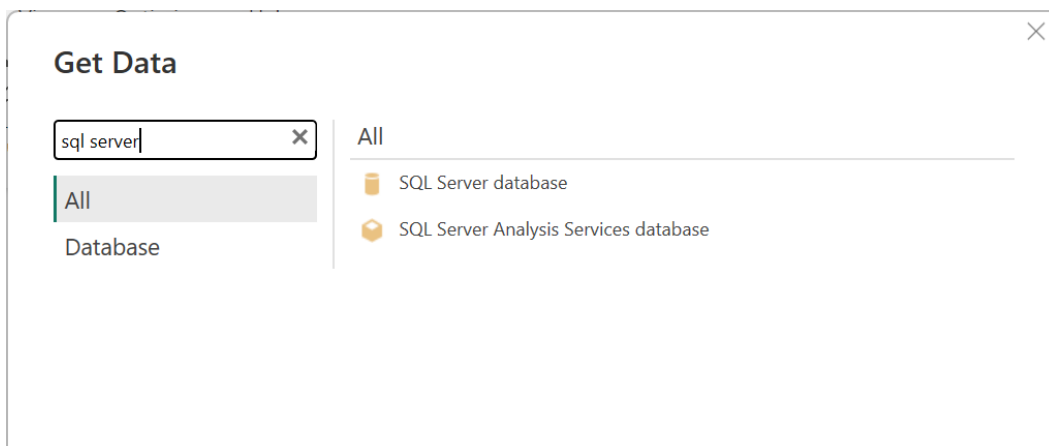 Get Data
sql server
All
Database
All
SQL Server database
SQL Server Analysis Services database